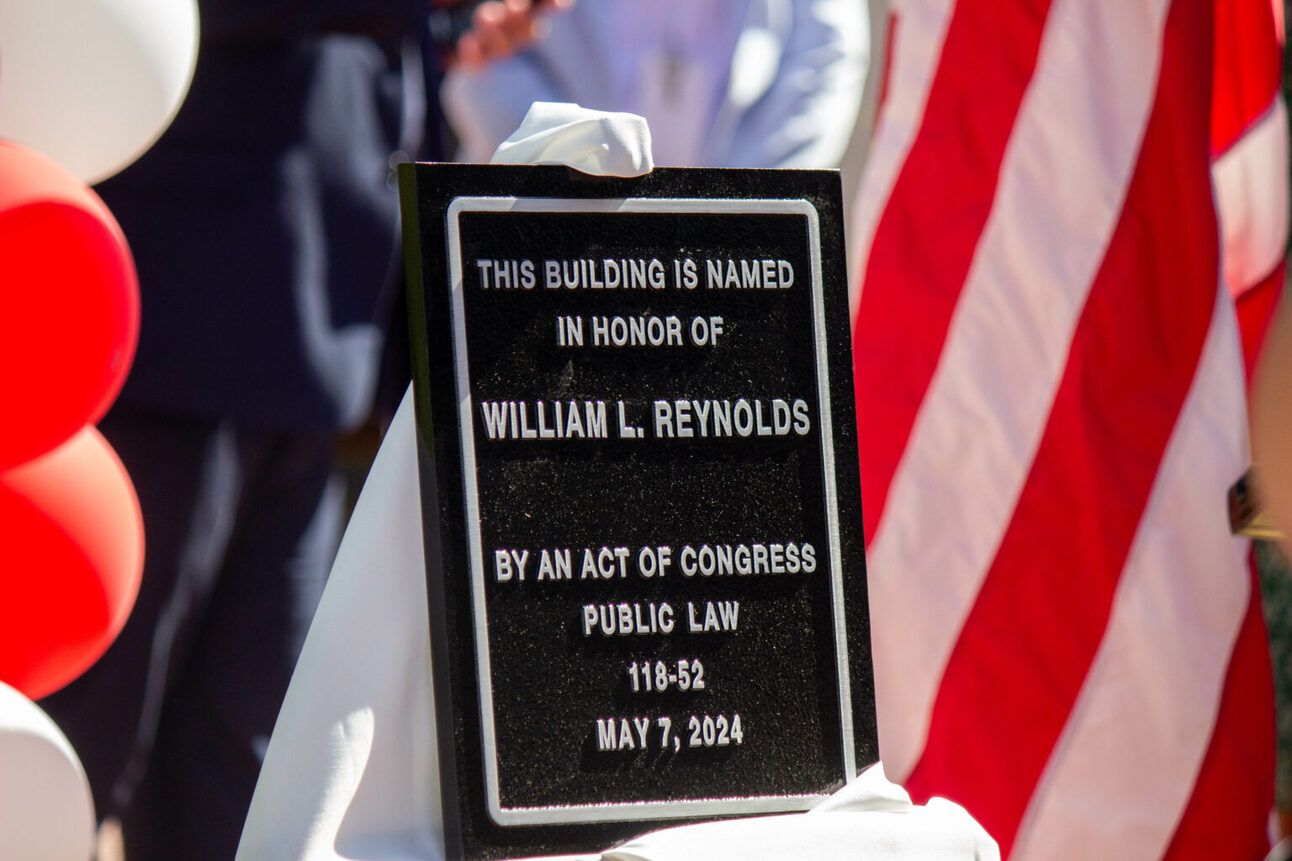 THIS BUILDING IS NAMED
IN HONOR OF
WILLIAM L. REYNOLDS
BY AN ACT OF CONGRESS
PUBLIC LAW
118-52
MAY 7, 2024